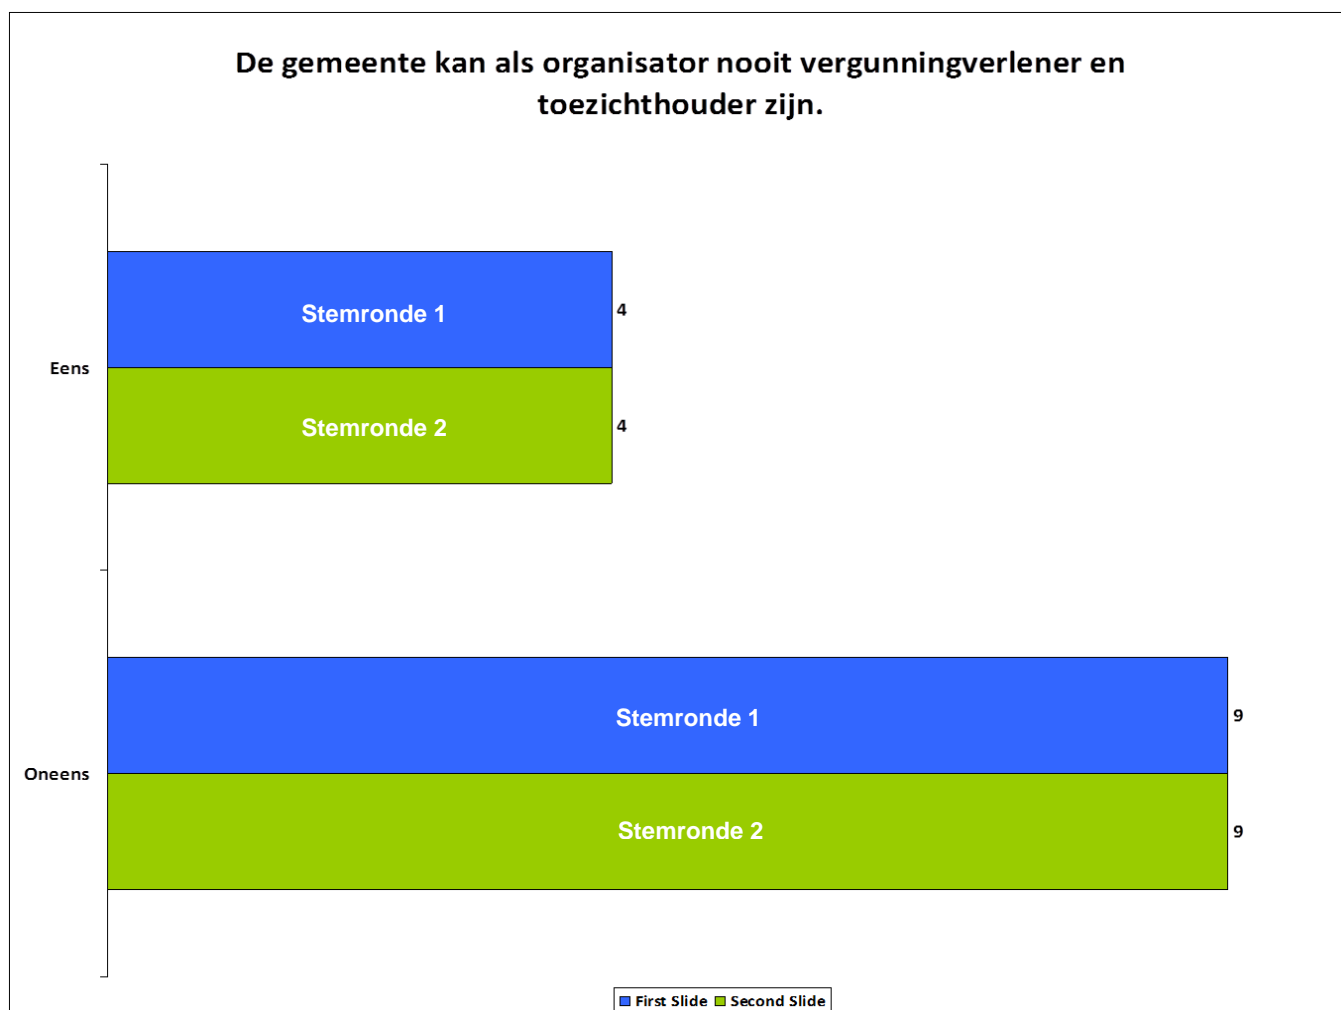 De gemeente kan als organisator nooit vergunningverlener en
toezichthouder zijn.
Stemronde 1
4
Eens
Stemronde 2
4
Stemronde 1
9
Oneens
Stemronde 2
9
First Slide Second Slide